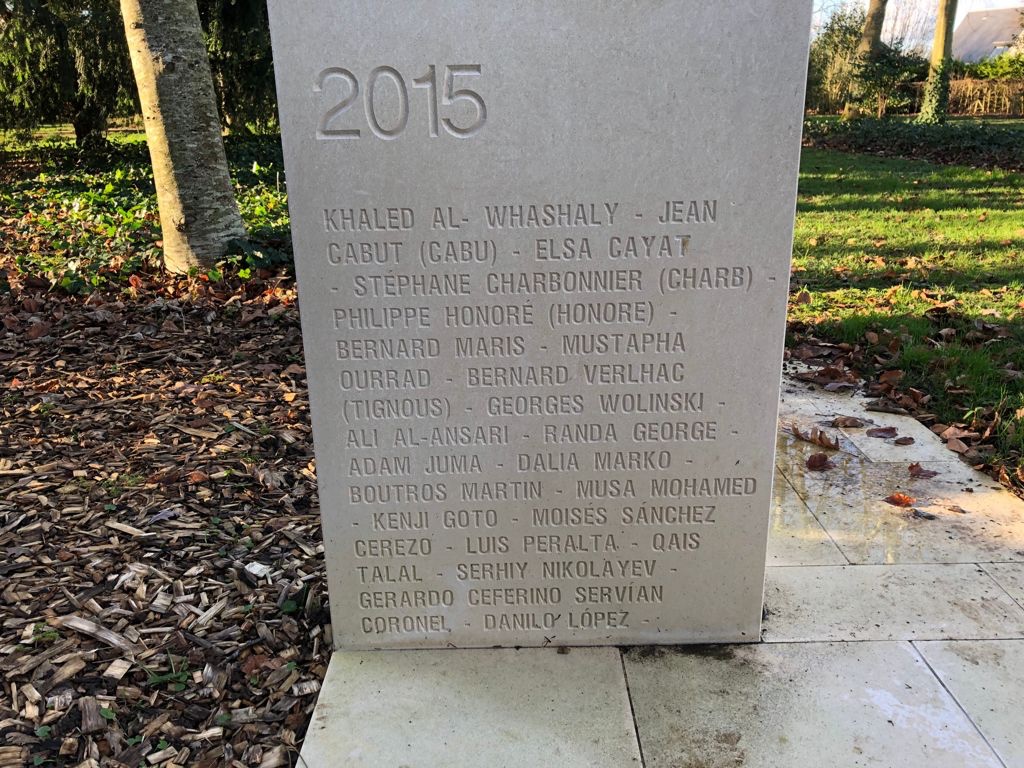 2015
KHALED AL- WHASHALY - JEAN
CABUT (CABU) - ELSA CAYAT
- STÉPHANE CHARBONNIER (CHARB) -
PHILIPPE HONORÉ (HONORE) -
BERNARD MARIS - MUSTAPHA
OURRAD - BERNARD VERLHAC
(TIGNOUS) - GEORGES WOLINSKI -
ALI AL-ANSARI - RANDA GEORGE -
ADAM JUMA - DALIA MARKO -
BOUTROS MARTIN - MUSA MOHAMED
- KENJI GOTO - MOISÉS SÁNCHEZ
CEREZO - LUIS PERALTA - QAIS
TALAL - SERHIY NIKOLAYEV -
GERARDO CEFERINO SERVÍAN
CORONEL - DANILO LÓPEZ -